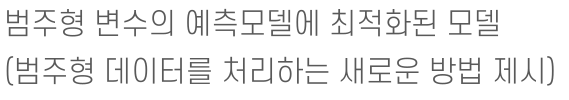 범주형 변수의 예측모델에 최적화된 모델
(범주형 데이터를 처리하는 새로운 방법 제시)